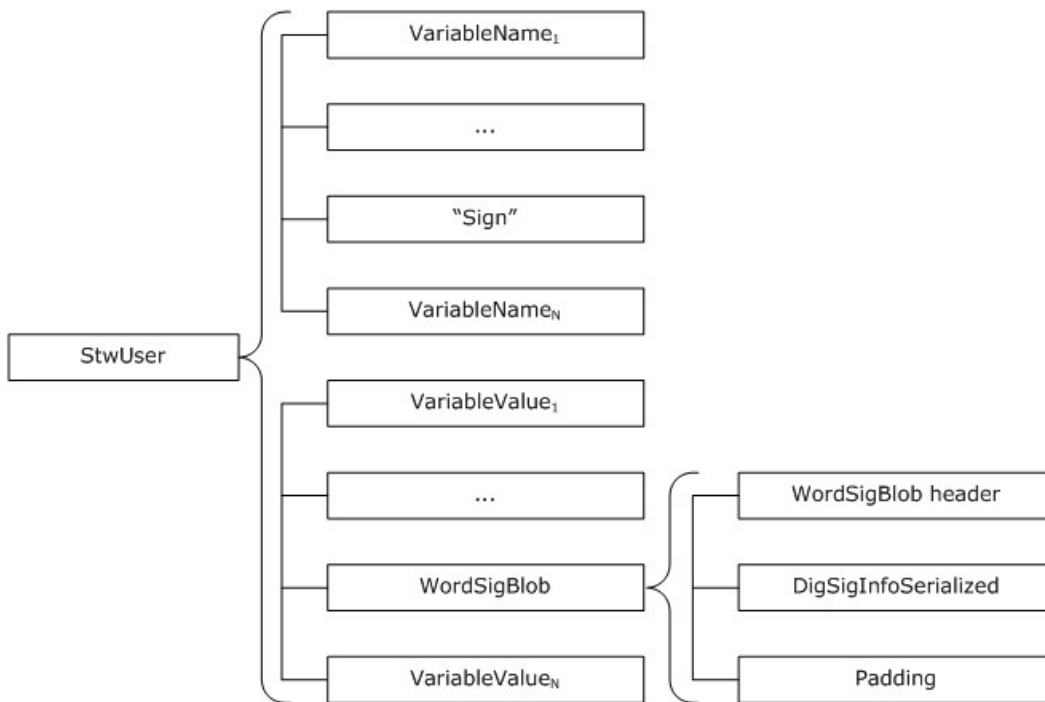 VariableName₁
...
“Sign”
VariableNameₙ
StwUser
VariableValue₁
...
WordSigBlob
VariableValueₙ
WordSigBlob header
DigSigInfoSerialized
Padding